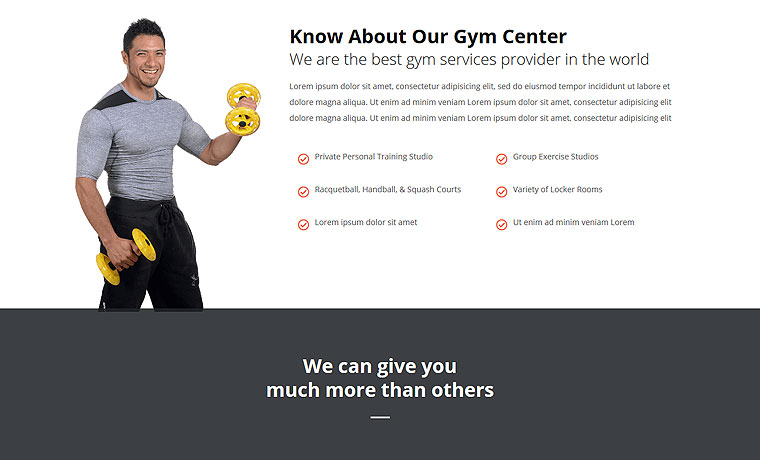 Know About Our Gym Center
We are the best gym services provider in the world
Lorem ipsum dolor sit amet, consectetur adipisicing elit, sed do eiusmod tempor incididunt ut labore et
dolore magna aliqua. Ut enim ad minim veniam Lorem ipsum dolor sit amet, consectetur adipisicing elit
dolore magna aliqua. Ut enim ad minim veniam Lorem ipsum dolor sit amet, consectetur adipisicing elit
Private Personal Training Studio
Group Exercise Studios
Racquetball, Handball, & Squash Courts
Variety of Locker Rooms
Lorem ipsum dolor sit amet
Ut enim ad minim veniam Lorem
We can give you
much more than others